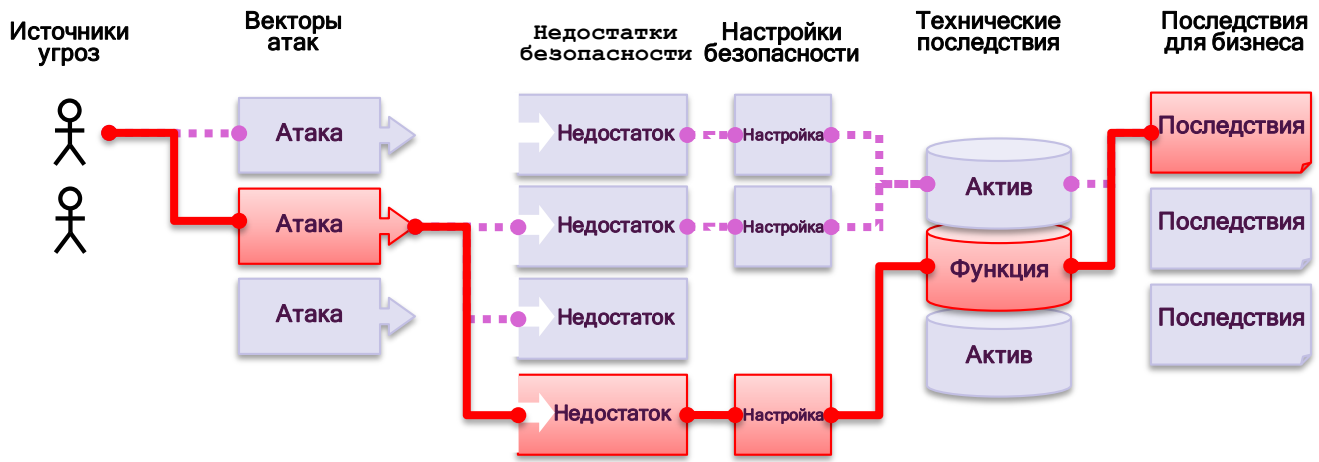 Источники
угроз
Векторы
атак
Недостатки
безопасности
Настройки
безопасности
Технические
последствия
Последствия
для бизнеса
Атака
Недостаток
Настройка
Актив
Последствия
Атака
Недостаток
Настройка
Функция
Последствия
Атака
Недостаток
Актив
Последствия
Недостаток
Настройка